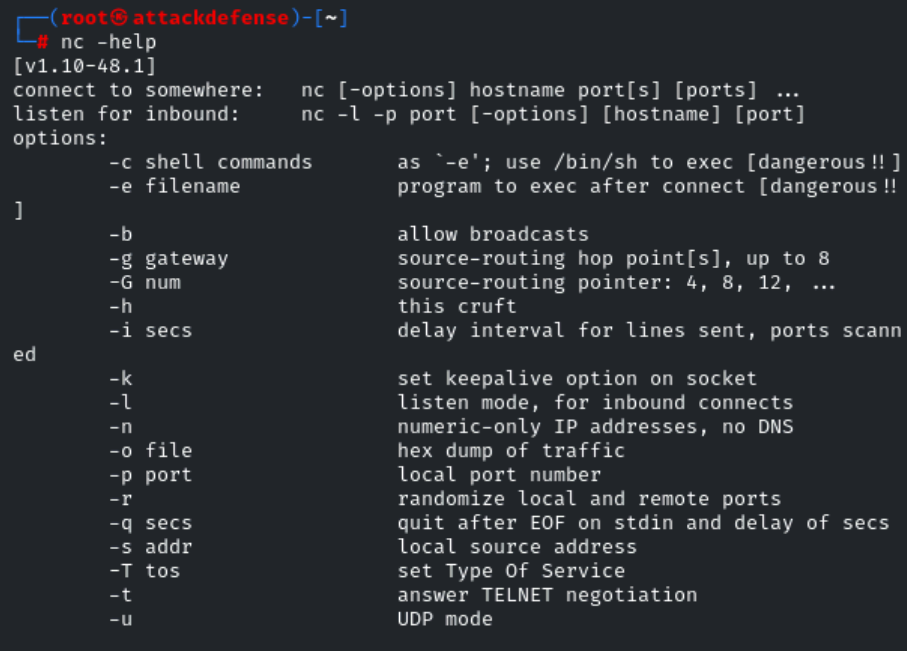 ┌──(root㉿attackdefense)-[~]
└─# nc -help
[v1.10-48.1]
connect to somewhere:   nc [-options] hostname port[s] [ports] ...
listen for inbound:     nc -l -p port [-options] [hostname] [port]
options:
        -c shell commands       as `-e'; use /bin/sh to exec [dangerous!!]
        -e filename             program to exec after connect [dangerous!!
]
        -b                      allow broadcasts
        -g gateway              source-routing hop point[s], up to 8
        -G num                  source-routing pointer: 4, 8, 12, ...
        -h                      this cruft
        -i secs                 delay interval for lines sent, ports scann
ed
        -k                      set keepalive option on socket
        -l                      listen mode, for inbound connects
        -n                      numeric-only IP addresses, no DNS
        -o file                 hex dump of traffic
        -p port                 local port number
        -r                      randomize local and remote ports
        -q secs                 quit after EOF on stdin and delay of secs
        -s addr                 local source address
        -T tos                  set Type Of Service
        -t                      answer TELNET negotiation
        -u                      UDP mode